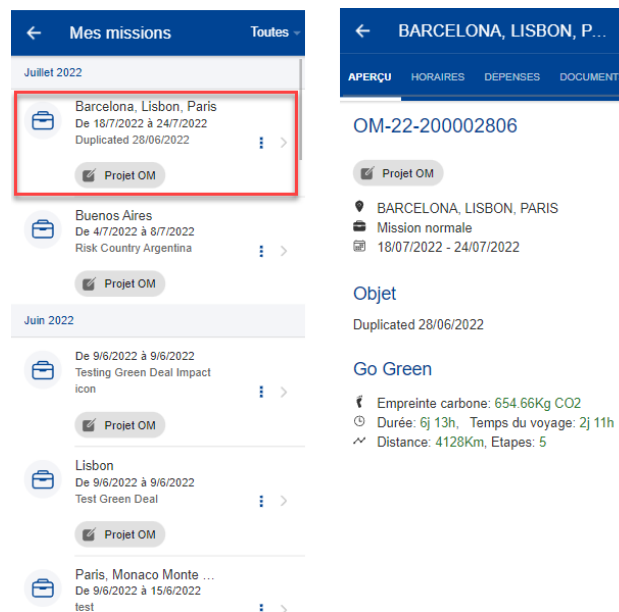 Mes missions
Toutes
Juillet 2022
Barcelona, Lisbon, Paris
De 18/7/2022 à 24/7/2022
Duplicated 28/06/2022
Projet OM
Buenos Aires
De 4/7/2022 à 8/7/2022
Risk Country Argentina
Projet OM
Juin 2022
De 9/6/2022 à 9/6/2022
Testing Green Deal Impact
icon
Projet OM
Lisbon
De 9/6/2022 à 9/6/2022
Test Green Deal
Projet OM
Paris, Monaco Monte ...
De 9/6/2022 à 15/6/2022
test
BARCELONA, LISBON, P...
APERÇU HORAIRES DEPENSES DOCUMENT
OM-22-200002806
Projet OM
BARCELONA, LISBON, PARIS
Mission normale
18/07/2022 - 24/07/2022
Objet
Duplicated 28/06/2022
Go Green
Empreinte carbone: 654.66Kg CO2
Durée: 6j 13h, Temps du voyage: 2j 11h
Distance: 4128Km, Etapes: 5